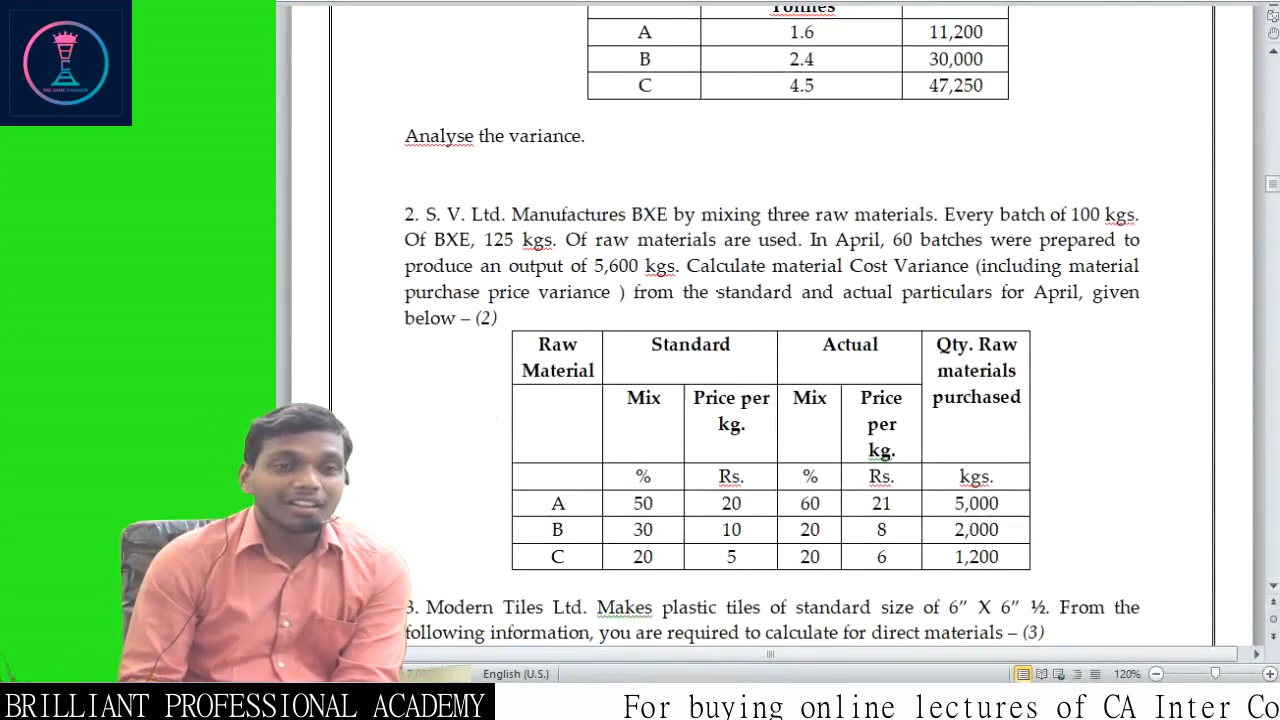 THE GAME CHANGER
Tonnes
A 1.6 11,200
B 2.4 30,000
C 4.5 47,250
Analyse the variance.
2. S. V. Ltd. Manufactures BXE by mixing three raw materials. Every batch of 100 kgs.
Of BXE, 125 kgs. Of raw materials are used. In April, 60 batches were prepared to
produce an output of 5,600 kgs. Calculate material Cost Variance (including material
purchase price variance ) from the standard and actual particulars for April, given
below – (2)
Raw Material Standard Actual Qty. Raw materials purchased
Mix Price per kg. Mix Price per kg.
% Rs. % Rs. kgs.
A 50 20 60 21 5,000
B 30 10 20 8 2,000
C 20 5 20 6 1,200
3. Modern Tiles Ltd. Makes plastic tiles of standard size of 6” X 6” ½. From the
following information, you are required to calculate for direct materials – (3)
English (U.S.) 120%
BRILLIANT PROFESSIONAL ACADEMY For buying online lectures of CA Inter Co